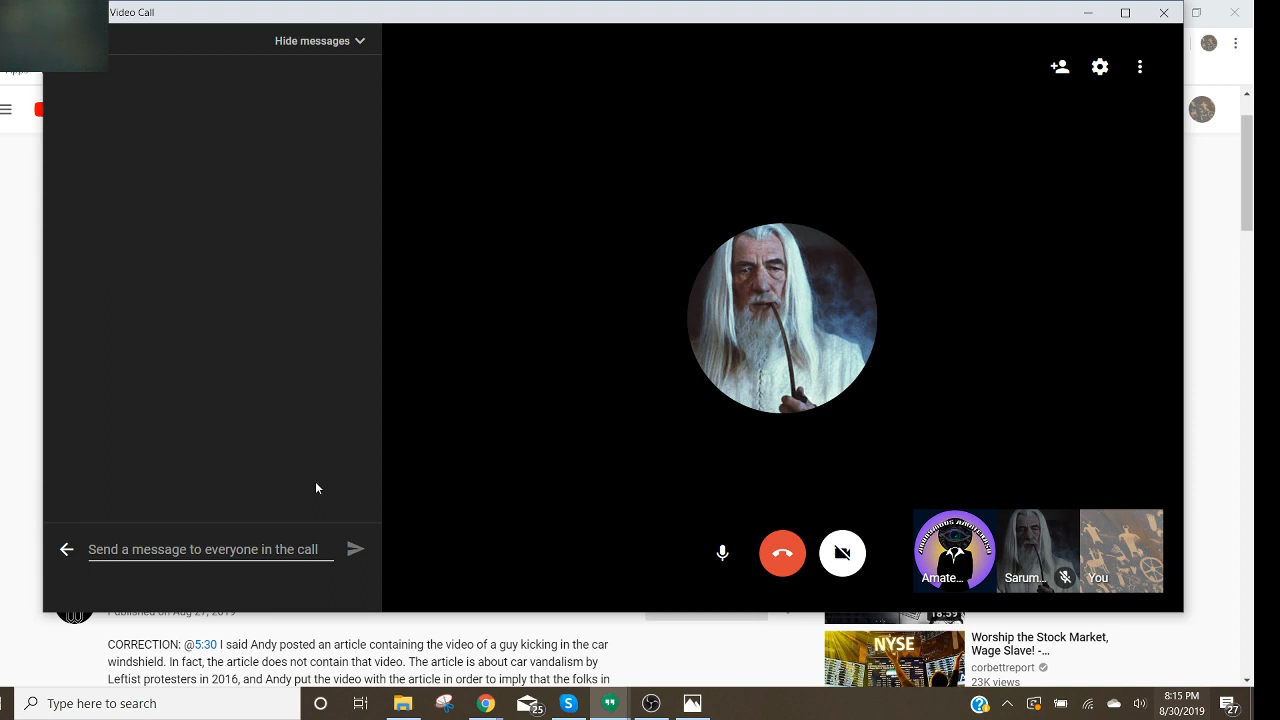 Video Call
Hide messages
Send a message to everyone in the call
Amate...
Sarum...
You
Published on Aug 27, 2019
CORRECTION: @5:30 I said Andy posted an article containing the video of a guy kicking in the car
windshield. In fact, the article does not contain that video. The article is about car vandalism by
Leftist protesters in 2016, and Andy put the video with the article in order to imply that the folks in
18:59
NYSE
Worship the Stock Market,
Wage Slave! -...
corbettreport
23K views
Type here to search
25
8:15 PM
8/30/2019
27